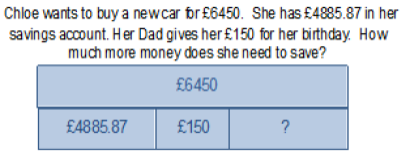 Chloe wants to buy a new car for £6450. She has £4885.87 in her
savings account. Her Dad gives her £150 for her birthday. How
much more money does she need to save?
£6450
£4885.87 £150 ?